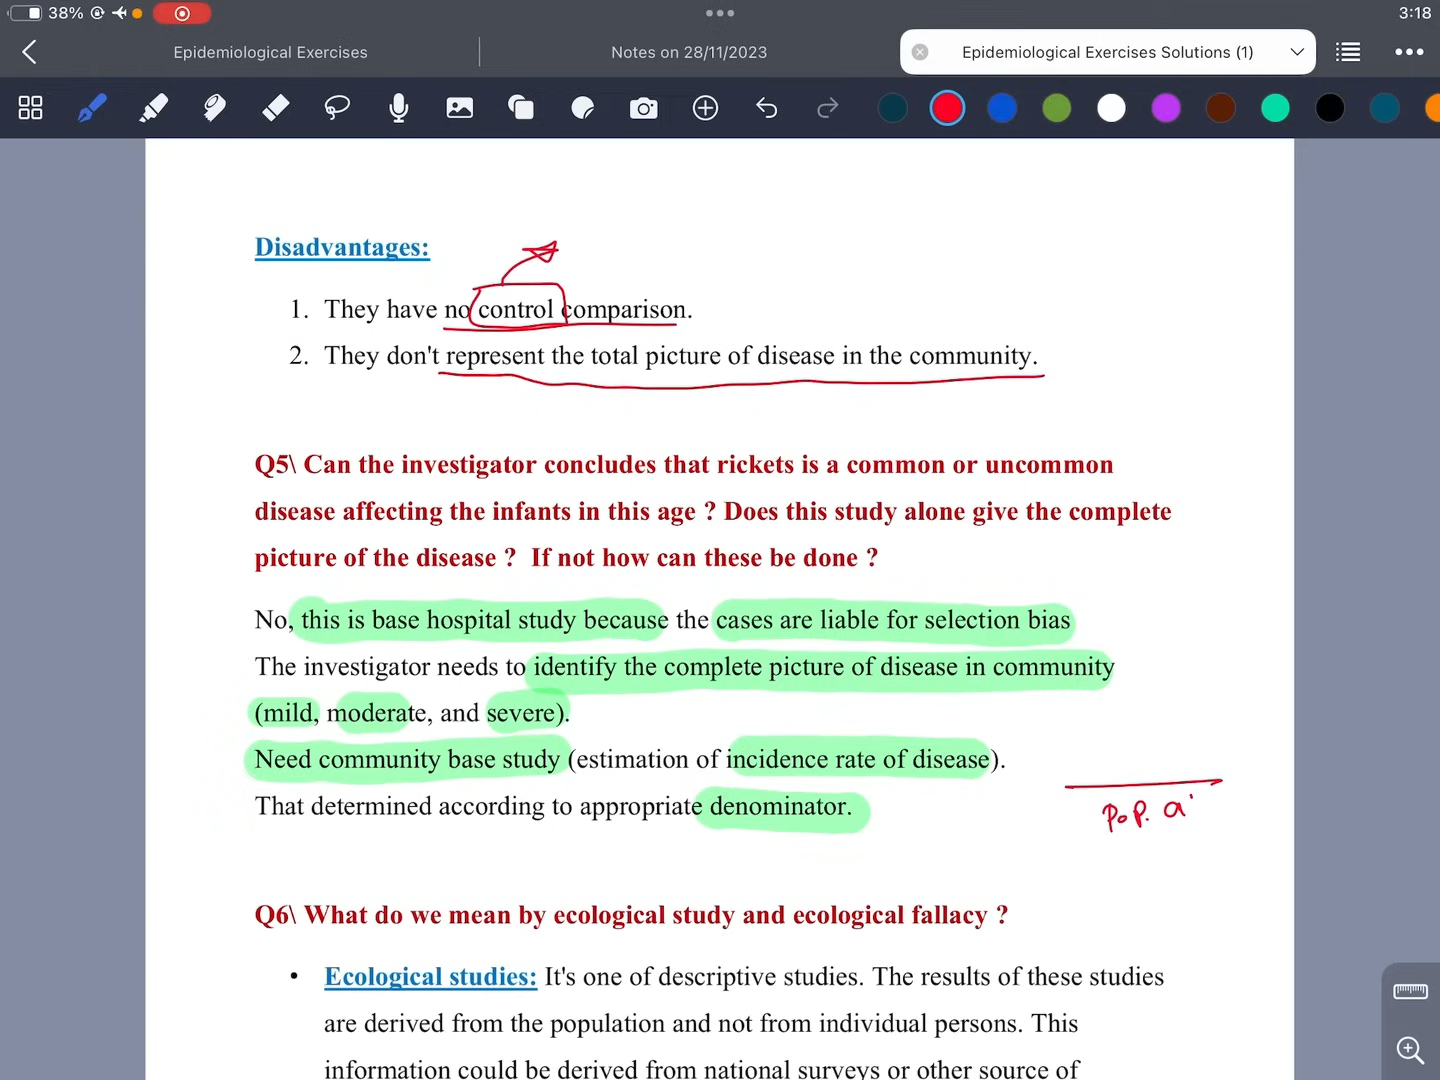 38%
3:18
Epidemiological Exercises
Notes on 28/11/2023
Epidemiological Exercises Solutions (1)
Disadvantages:
1. They have no control comparison.
2. They don't represent the total picture of disease in the community.
Q5\ Can the investigator concludes that rickets is a common or uncommon
disease affecting the infants in this age ? Does this study alone give the complete
picture of the disease ? If not how can these be done ?
No, this is base hospital study because the cases are liable for selection bias
The investigator needs to identify the complete picture of disease in community
(mild, moderate, and severe).
Need community base study (estimation of incidence rate of disease).
That determined according to appropriate denominator.
Pop. a
Q6\ What do we mean by ecological study and ecological fallacy ?
• Ecological studies: It's one of descriptive studies. The results of these studies
are derived from the population and not from individual persons. This
information could be derived from national surveys or other source of